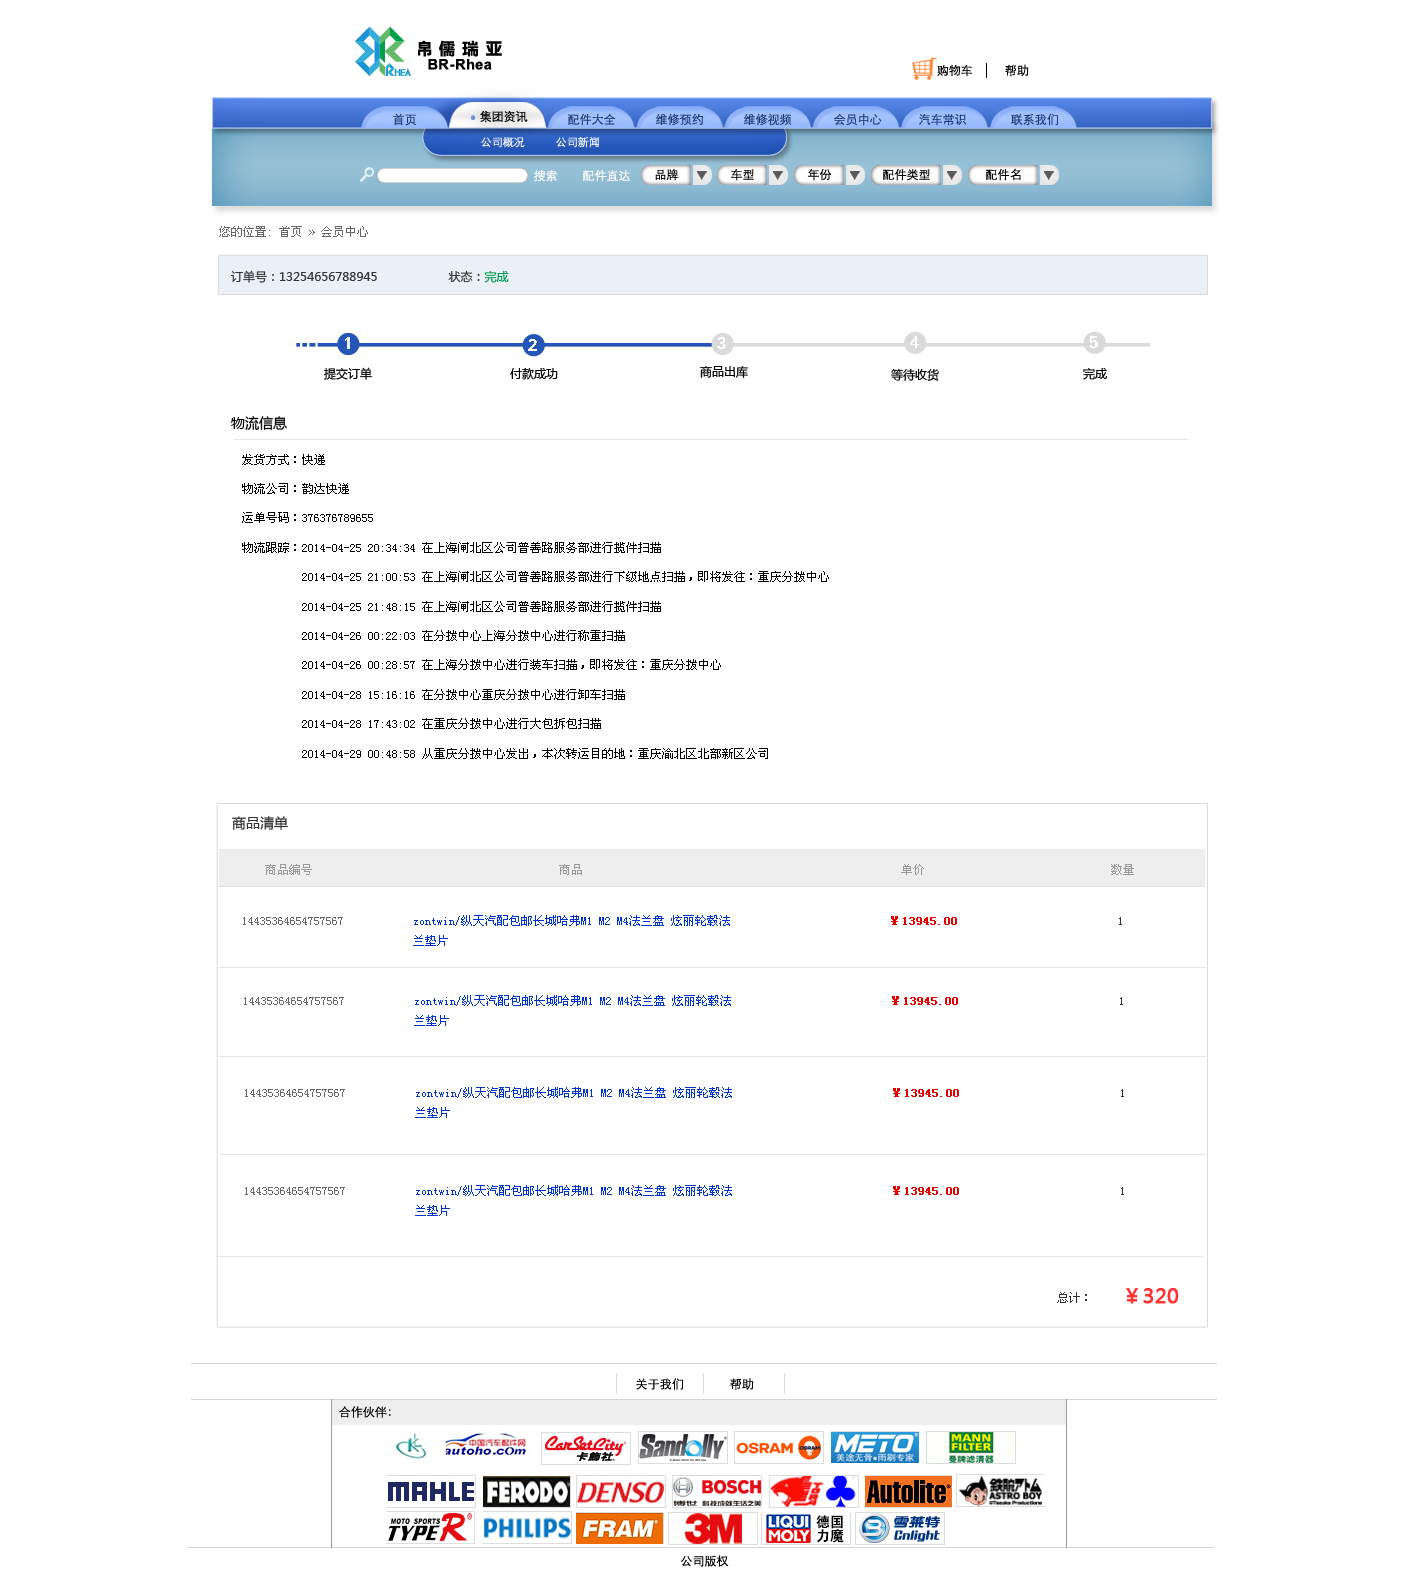 帛儒瑞亚
BR-Rhea
RHEA
购物车 帮助
首页 集团资讯 配件大全 维修预约 维修视频 会员中心 汽车常识 联系我们
公司概况 公司新闻
搜索 配件直达 品牌 车型 年份 配件类型 配件名
您的位置: 首页 » 会员中心
订单号：13254656788945 状态：完成
1 2 3 4 5
提交订单 付款成功 商品出库 等待收货 完成
物流信息
发货方式：快递
物流公司：韵达快递
运单号码：376376789655
物流跟踪：2014-04-25 20:34:34 在上海闸北区公司普善路服务部进行揽件扫描
2014-04-25 21:00:53 在上海闸北区公司普善路服务部进行下级地点扫描，即将发往：重庆分拨中心
2014-04-25 21:48:15 在上海闸北区公司普善路服务部进行揽件扫描
2014-04-26 00:22:03 在分拨中心上海分拨中心进行称重扫描
2014-04-26 00:28:57 在上海分拨中心进行装车扫描，即将发往：重庆分拨中心
2014-04-28 15:16:16 在分拨中心重庆分拨中心进行卸车扫描
2014-04-28 17:43:02 在重庆分拨中心进行大包拆包扫描
2014-04-29 00:48:58 从重庆分拨中心发出，本次转运目的地：重庆渝北区北部新区公司
商品清单
商品编号 商品 单价 数量
14435364654757567 zontwin/纵天汽配包邮长城哈弗M1 M2 M4法兰盘 炫丽轮毂法 ¥ 13945.00 1
兰垫片
14435364654757567 zontwin/纵天汽配包邮长城哈弗M1 M2 M4法兰盘 炫丽轮毂法 ¥ 13945.00 1
兰垫片
14435364654757567 zontwin/纵天汽配包邮长城哈弗M1 M2 M4法兰盘 炫丽轮毂法 ¥ 13945.00 1
兰垫片
14435364654757567 zontwin/纵天汽配包邮长城哈弗M1 M2 M4法兰盘 炫丽轮毂法 ¥ 13945.00 1
兰垫片
总计： ¥ 320
关于我们 帮助
合作伙伴:
中国汽车配件网 autoho.com CarSetCity 卡饰社 Sandolly OSRAM OSRAM METO 美途无骨·雨刷专家 MANN FILTER 曼牌滤清器
MAHLE FERODO DENSO BOSCH 科技成就生活之美 Autolite ASTRO BOY ©Tezuka Productions
MOTO SPORTS TYPE R PHILIPS FRAM 3M LIQUI MOLY 德国力魔 雪莱特 Cnlight
公司版权